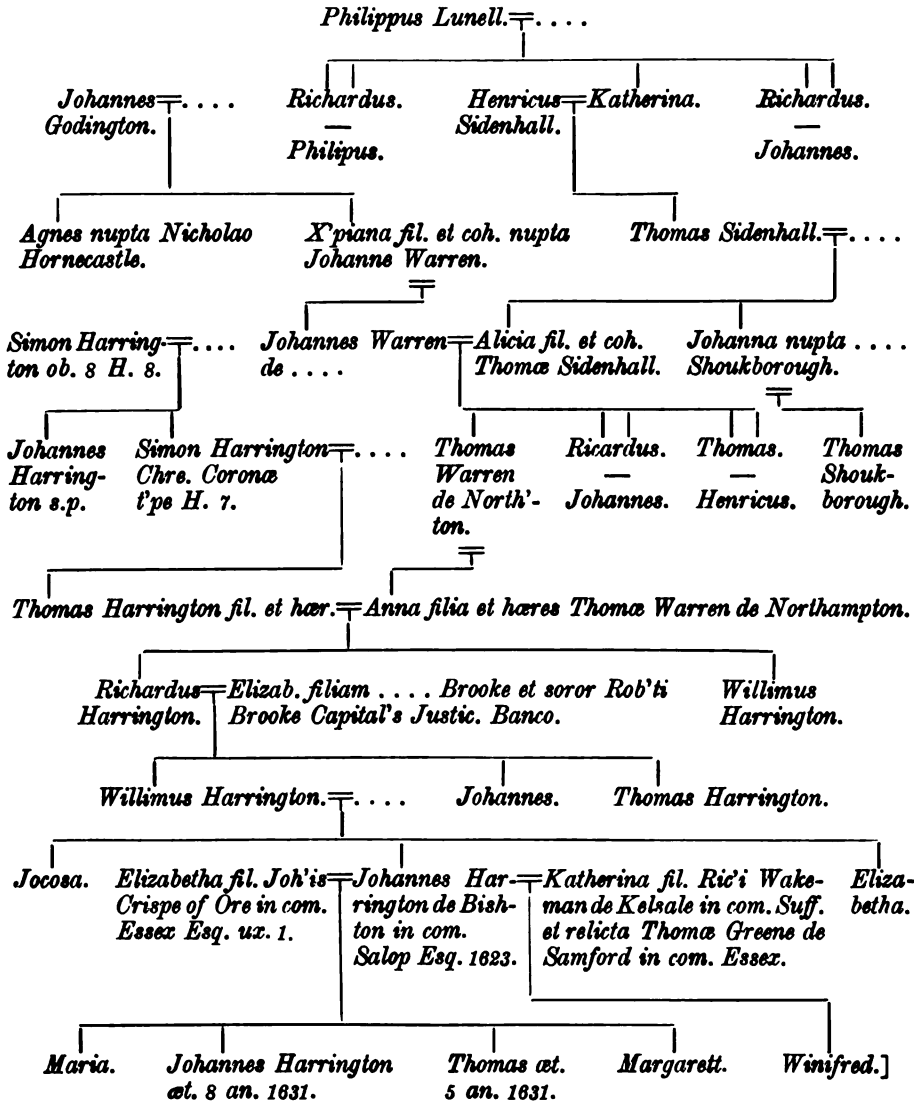 Philippus Lunell. = . . . .
Johannes = . . . . Richardus. Henricus = Katherina. Richardus.
Godington. — Sidenhall. —
Philipus. Johannes.
Agnes nupta Nicholao X'piana fil. et coh. nupta Thomas Sidenhall. = . . . .
Hornecastle. Johanne Warren.
Simon Harring- = . . . . Johannes Warren = Alicia fil. et coh. Johanna nupta . . . .
ton ob. 8 H. 8. de . . . . Thomæ Sidenhall. Shoukborough.
Johannes Simon Harrington = . . . . Thomas Ricardus. Thomas. Thomas
Harring- Chre. Coronæ Warren — — Shouk-
ton s.p. t'pe H. 7. de North'- Johannes. Henricus. borough.
ton.
Thomas Harrington fil. et hær. = Anna filia et hæres Thomæ Warren de Northampton.
Richardus = Elizab. filiam . . . . Brooke et soror Rob'ti Willimus
Harrington. Brooke Capital's Justic. Banco. Harrington.
Willimus Harrington. = . . . . Johannes. Thomas Harrington.
Jocosa. Elizabetha fil. Joh'is = Johannes Har- = Katherina fil. Ric'i Wake- Eliza-
Crispe of Ore in com. rington de Bish- man de Kelsale in com. Suff. betha.
Essex Esq. ux. 1. ton in com. et relicta Thomæ Greene de
Salop Esq. 1623. Samford in com. Essex.
Maria. Johannes Harrington Thomas æt. Margarett. Winifred.]
æt. 8 an. 1631. 5 an. 1631.